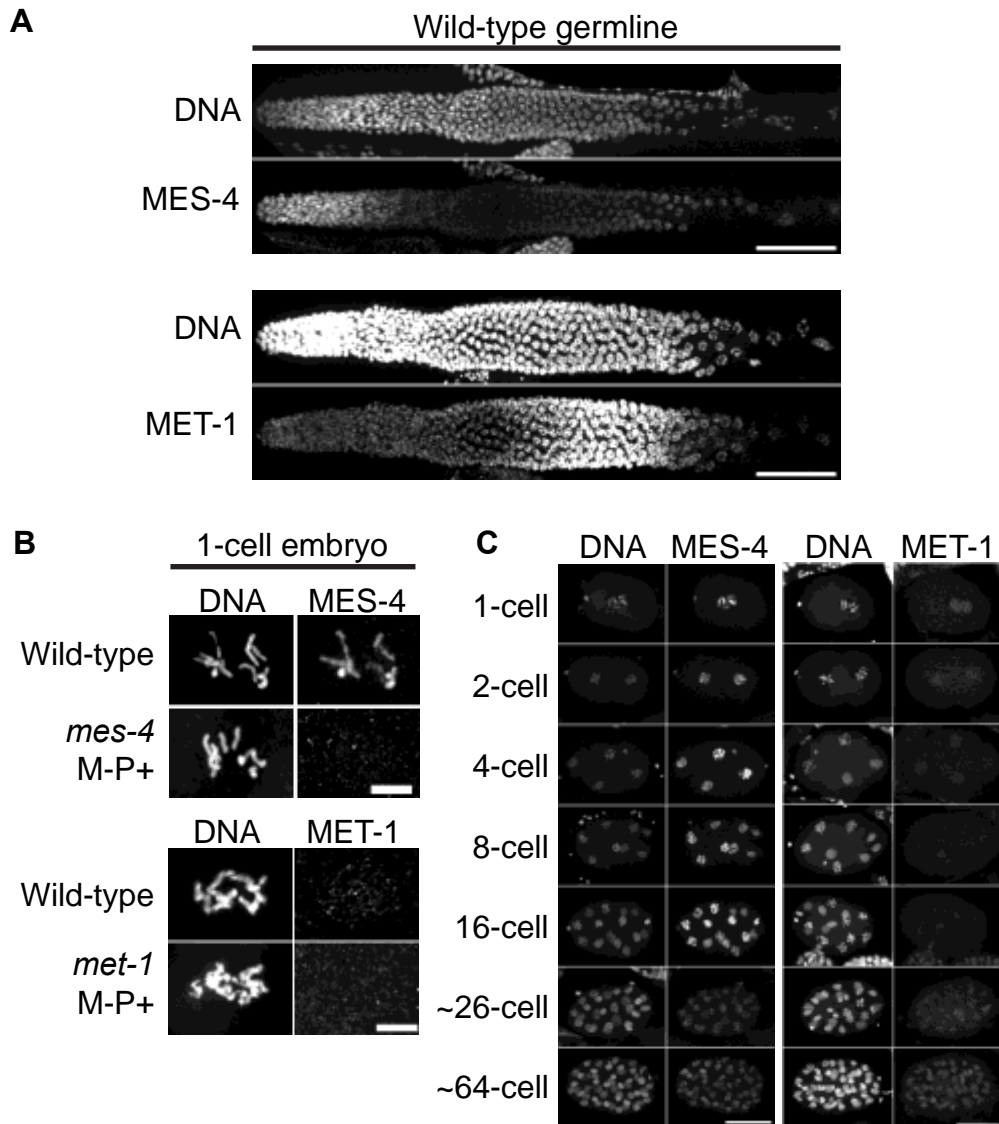 A
Wild-type germline
DNA
MES-4
DNA
MET-1
B
1-cell embryo
DNA MES-4
Wild-type
mes-4
M-P+
DNA MET-1
Wild-type
met-1
M-P+
C
DNA MES-4 DNA MET-1
1-cell
2-cell
4-cell
8-cell
16-cell
~26-cell
~64-cell